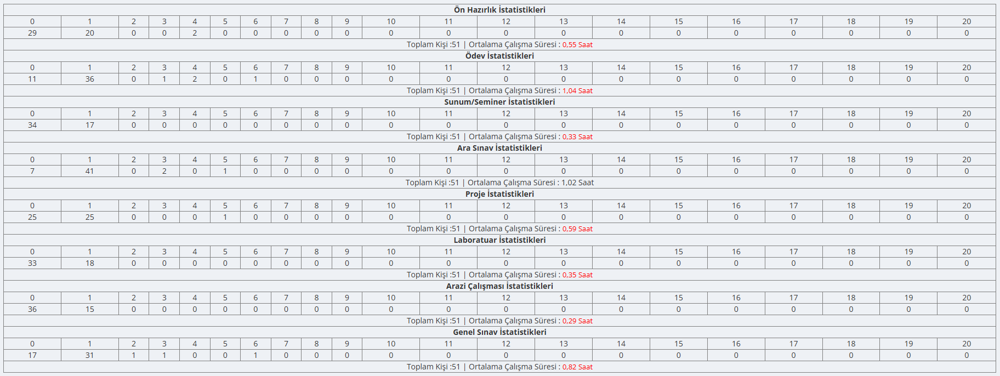 Ön Hazırlık İstatistikleri
0 1 2 3 4 5 6 7 8 9 10 11 12 13 14 15 16 17 18 19 20
29 20 0 0 2 0 0 0 0 0 0 0 0 0 0 0 0 0 0 0 0
Toplam Kişi :51 | Ortalama Çalışma Süresi : 0,55 Saat
Ödev İstatistikleri
0 1 2 3 4 5 6 7 8 9 10 11 12 13 14 15 16 17 18 19 20
11 36 0 1 2 0 1 0 0 0 0 0 0 0 0 0 0 0 0 0 0
Toplam Kişi :51 | Ortalama Çalışma Süresi : 1,04 Saat
Sunum/Seminer İstatistikleri
0 1 2 3 4 5 6 7 8 9 10 11 12 13 14 15 16 17 18 19 20
34 17 0 0 0 0 0 0 0 0 0 0 0 0 0 0 0 0 0 0 0
Toplam Kişi :51 | Ortalama Çalışma Süresi : 0,33 Saat
Ara Sınav İstatistikleri
0 1 2 3 4 5 6 7 8 9 10 11 12 13 14 15 16 17 18 19 20
7 41 0 2 0 1 0 0 0 0 0 0 0 0 0 0 0 0 0 0 0
Toplam Kişi :51 | Ortalama Çalışma Süresi : 1,02 Saat
Proje İstatistikleri
0 1 2 3 4 5 6 7 8 9 10 11 12 13 14 15 16 17 18 19 20
25 25 0 0 0 1 0 0 0 0 0 0 0 0 0 0 0 0 0 0 0
Toplam Kişi :51 | Ortalama Çalışma Süresi : 0,59 Saat
Laboratuar İstatistikleri
0 1 2 3 4 5 6 7 8 9 10 11 12 13 14 15 16 17 18 19 20
33 18 0 0 0 0 0 0 0 0 0 0 0 0 0 0 0 0 0 0 0
Toplam Kişi :51 | Ortalama Çalışma Süresi : 0,35 Saat
Arazi Çalışması İstatistikleri
0 1 2 3 4 5 6 7 8 9 10 11 12 13 14 15 16 17 18 19 20
36 15 0 0 0 0 0 0 0 0 0 0 0 0 0 0 0 0 0 0 0
Toplam Kişi :51 | Ortalama Çalışma Süresi : 0,29 Saat
Genel Sınav İstatistikleri
0 1 2 3 4 5 6 7 8 9 10 11 12 13 14 15 16 17 18 19 20
17 31 1 1 0 0 1 0 0 0 0 0 0 0 0 0 0 0 0 0 0
Toplam Kişi :51 | Ortalama Çalışma Süresi : 0,82 Saat